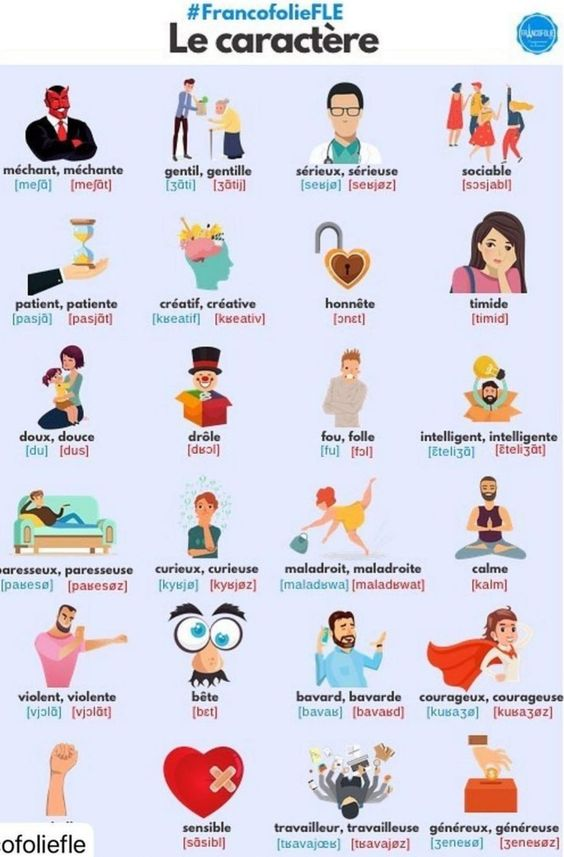 #FrancofolieFLE
Le caractère
FRANCOFOLIE
méchant, méchante
[meʃɑ̃] [meʃɑ̃t]
gentil, gentille
[ʒɑ̃ti] [ʒɑ̃tij]
sérieux, sérieuse
[seʁjø] [seʁjøz]
sociable
[sɔsjabl]
patient, patiente
[pasjɑ̃] [pasjɑ̃t]
créatif, créative
[kʁeatif] [kʁeativ]
honnête
[ɔnɛt]
timide
[timid]
doux, douce
[du] [dus]
drôle
[dʁɔl]
fou, folle
[fu] [fɔl]
intelligent, intelligente
[ɛ̃teliʒɑ̃] [ɛ̃teliʒɑ̃t]
paresseux, paresseuse
[paʁesø] [paʁesøz]
curieux, curieuse
[kyʁjø] [kyʁjøz]
maladroit, maladroite
[maladʁwa] [maladʁwat]
calme
[kalm]
violent, violente
[vjɔlɑ̃] [vjɔlɑ̃t]
bête
[bɛt]
bavard, bavarde
[bavaʁ] [bavaʁd]
courageux, courageuse
[kuʁaʒø] [kuʁaʒøz]
ofoliefle
sensible
[sɑ̃sibl]
travailleur, travailleuse
[tʁavajœʁ] [tʁavajøz]
généreux, généreuse
[ʒeneʁø] [ʒeneʁøz]